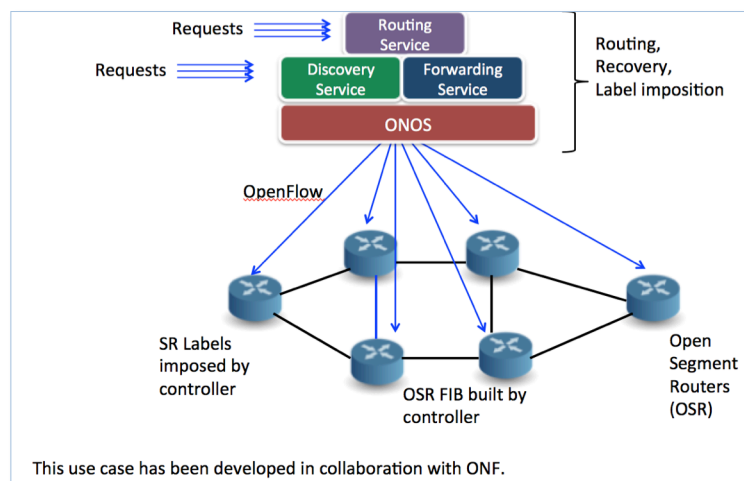 Requests
Routing
Service
Requests
Discovery
Service
Forwarding
Service
ONOS
Routing,
Recovery,
Label imposition
OpenFlow
SR Labels
imposed by
controller
OSR FIB built by
controller
Open
Segment
Routers
(OSR)
This use case has been developed in collaboration with ONF.